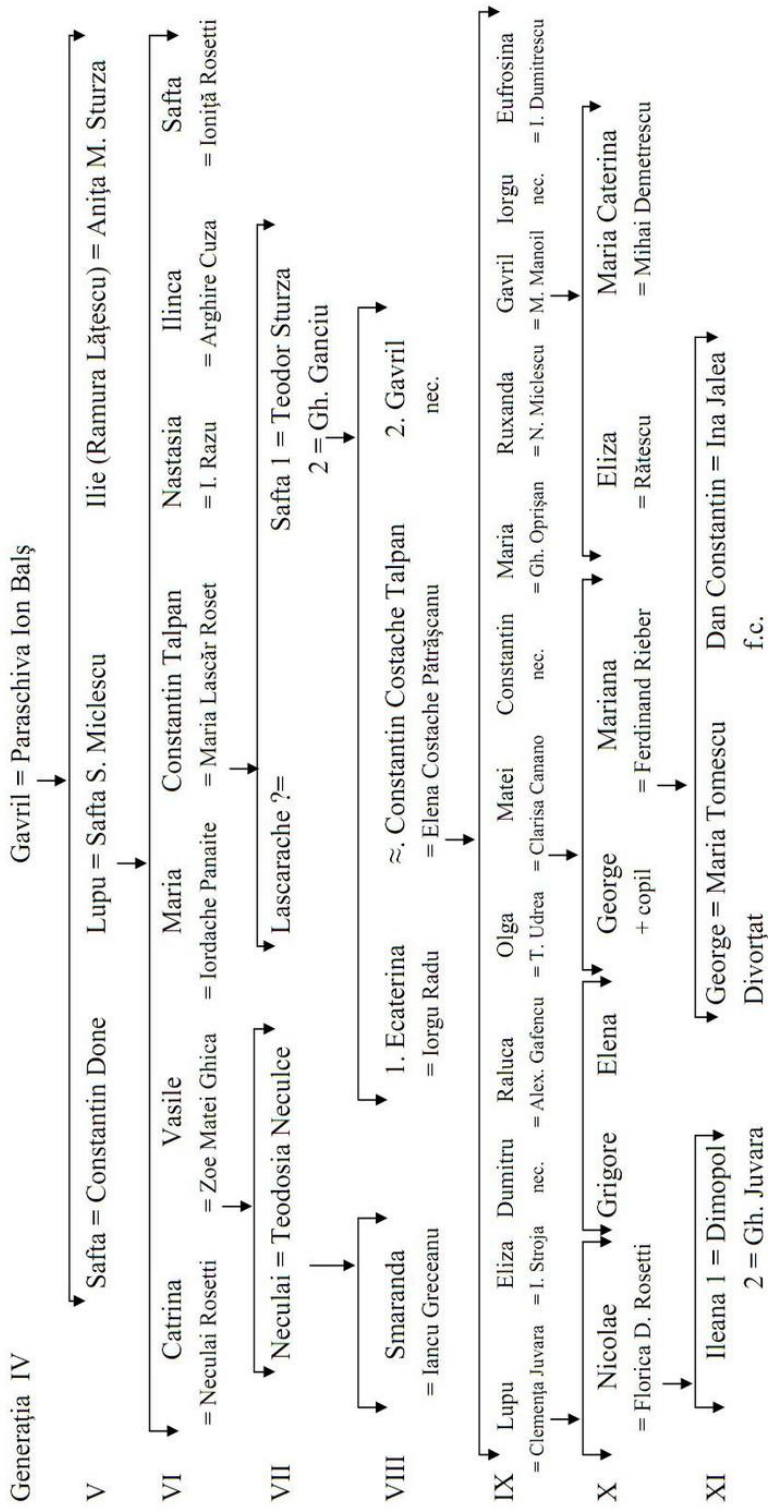 Generația IV Gavril = Paraschiva Ion Balș
V Safta = Constantin Done Lupu = Safta S. Miclescu Ilie (Ramura Lățescu) = Anița M. Sturza
VI Catrina Vasile Maria Constantin Talpan Nastasia Ilinca Safta
= Neculai Rosetti = Zoe Matei Ghica = Iordache Panaite = Maria Lascăr Roset = I. Razu = Arghire Cuza = Ioniţă Rosetti
VII Neculai = Teodosia Neculce Lascarache ?= Safta 1 = Teodor Sturza
2 = Gh. Ganciu
VIII Smaranda 1. Ecaterina ≈. Constantin Costache Talpan 2. Gavril
= Iancu Greceanu = Iorgu Radu = Elena Costache Pătrășcanu nec.
IX Lupu Eliza Dumitru Raluca Olga Matei Constantin Maria Ruxanda Gavril Iorgu Eufrosina
= Clemența Juvara = I. Stroja nec. = Alex. Gafencu = T. Udrea = Clarisa Canano nec. = Gh. Oprișan = N. Miclescu = M. Manoil nec. = I. Dumitrescu
X Nicolae Grigore Elena George Mariana Eliza Maria Caterina
= Florica D. Rosetti + copil = Ferdinand Rieber = Rătescu = Mihai Demetrescu
XI Ileana 1 = Dimopol George = Maria Tomescu Dan Constantin = Ina Jalea
2 = Gh. Juvara Divorțat f.c.